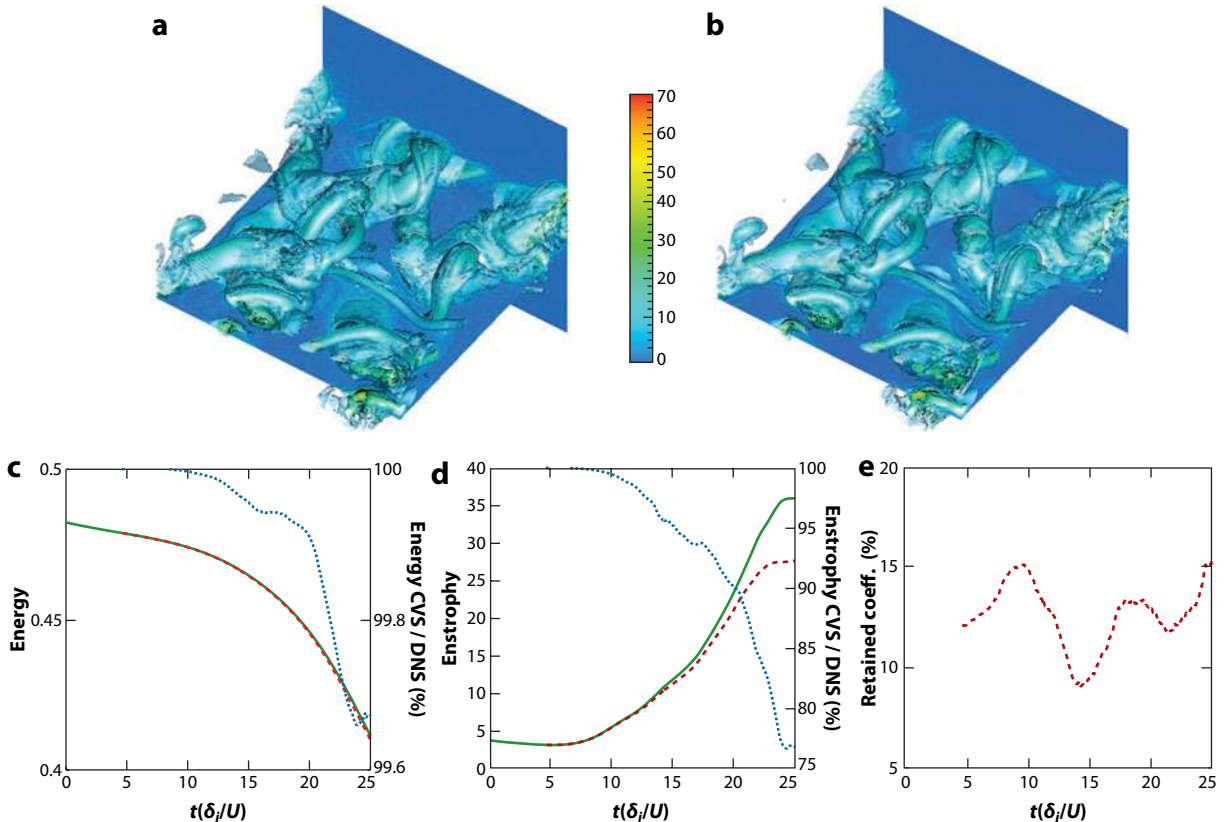 a
b
70
60
50
40
30
20
10
0
c
0.5
0.45
0.4
Energy
0 5 10 15 20 25
t(δi/U)
100
99.8
99.6
Energy CVS / DNS (%)
d
40
35
30
25
20
15
10
5
0
Enstrophy
0 5 10 15 20 25
t(δi/U)
100
95
90
85
80
75
Enstrophy CVS / DNS (%)
e
20
15
10
5
Retained coeff. (%)
0 5 10 15 20 25
t(δi/U)